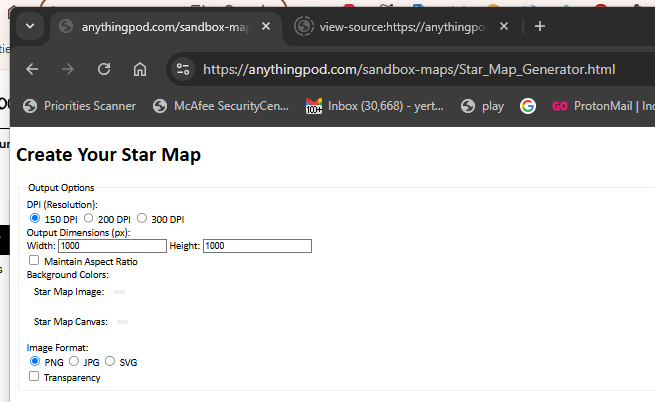 anythingpod.com/sandbox-map
view-source:https://anythingpo
https://anythingpod.com/sandbox-maps/Star_Map_Generator.html
Priorities Scanner
McAfee SecurityCen...
100+
Inbox (30,668) - yert...
play
G
GO
ProtonMail | Inc
Create Your Star Map
Output Options
DPI (Resolution):
150 DPI 200 DPI 300 DPI
Output Dimensions (px):
Width: 1000 Height: 1000
Maintain Aspect Ratio
Background Colors:
Star Map Image:
Star Map Canvas:
Image Format:
PNG JPG SVG
Transparency